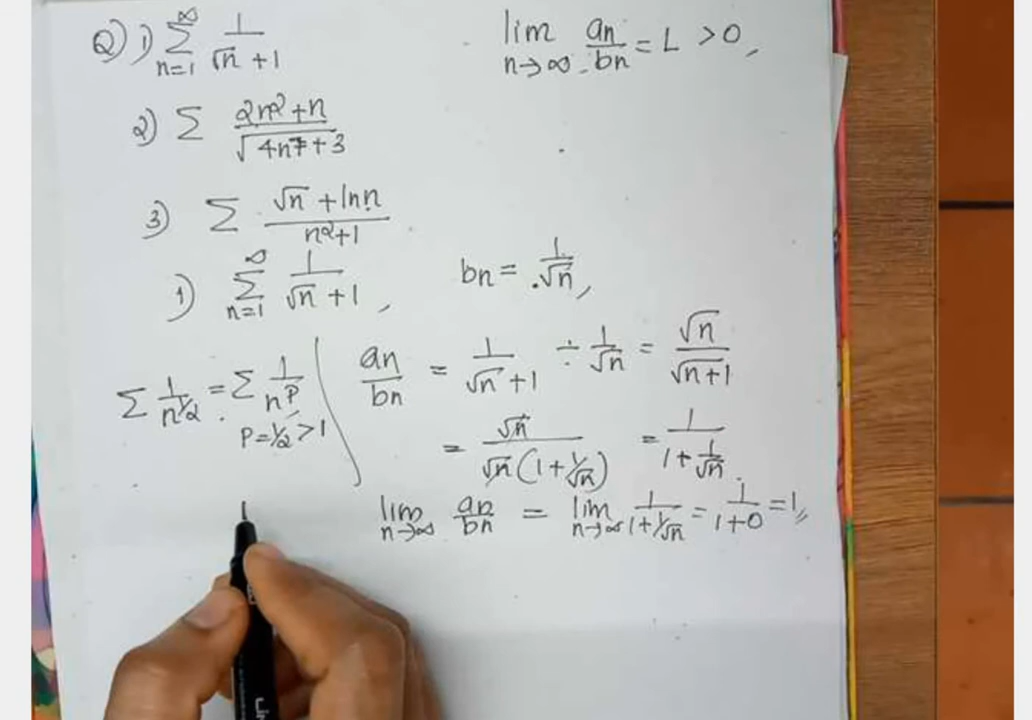 Q) 1) ∑_{n=1}^{∞} 1/(√n + 1)    lim_{n→∞} an/bn = L > 0,
2) ∑ (2n² + n)/√(4n⁷ + 3)
3) ∑ (√n + ln n)/(n² + 1)
1) ∑_{n=1}^{∞} 1/(√n + 1),    bn = 1/√n,
∑ 1/n^{1/2} = ∑ 1/n^P    an/bn = 1/(√n + 1) ÷ 1/√n = √n/(√n+1)
P = 1/2 > 1    = √n/(√n(1 + 1/√n)) = 1/(1 + 1/√n).
lim_{n→∞} an/bn = lim_{n→∞} 1/(1 + 1/√n) = 1/(1+0) = 1,,